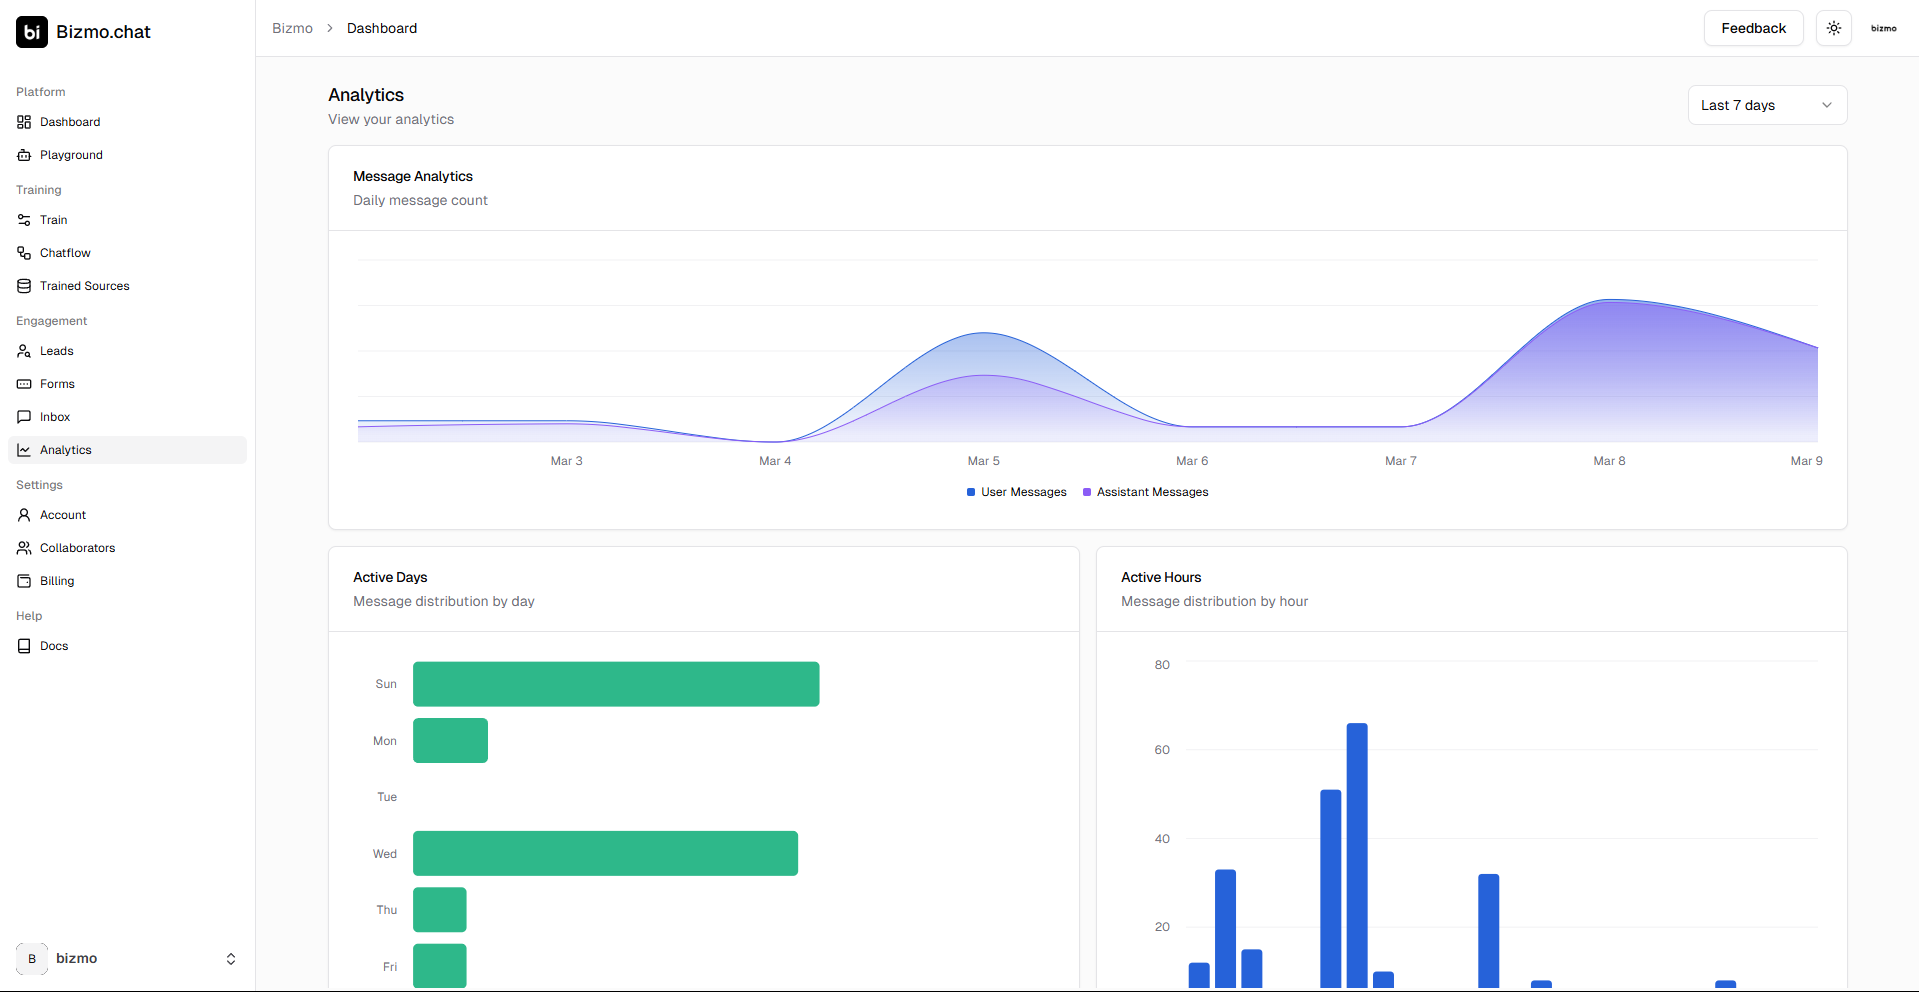 bi Bizmo.chat
Bizmo > Dashboard
Feedback
bizmo
Platform
Dashboard
Playground
Training
Train
Chatflow
Trained Sources
Engagement
Leads
Forms
Inbox
Analytics
Settings
Account
Collaborators
Billing
Help
Docs
B bizmo
Analytics
View your analytics
Last 7 days
Message Analytics
Daily message count
Mar 3 Mar 4 Mar 5 Mar 6 Mar 7 Mar 8 Mar 9
User Messages Assistant Messages
Active Days
Message distribution by day
Sun
Mon
Tue
Wed
Thu
Fri
Active Hours
Message distribution by hour
80
60
40
20